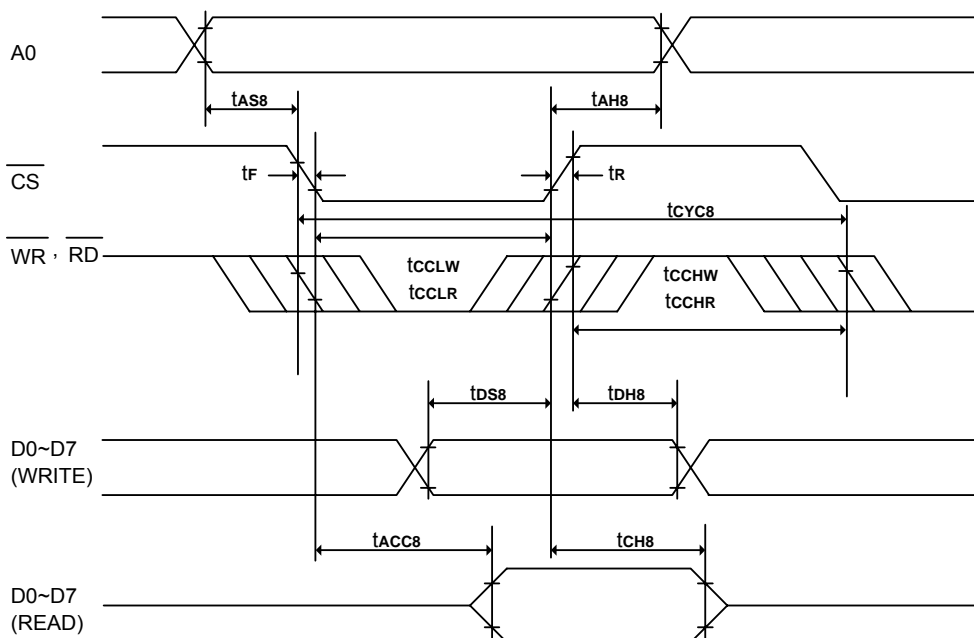 A0
tAS8
tAH8
CS
tF
tR
tCYC8
WR , RD
tCCLW
tCCLR
tCCHW
tCCHR
tDS8
tDH8
D0~D7
(WRITE)
tACC8
tCH8
D0~D7
(READ)